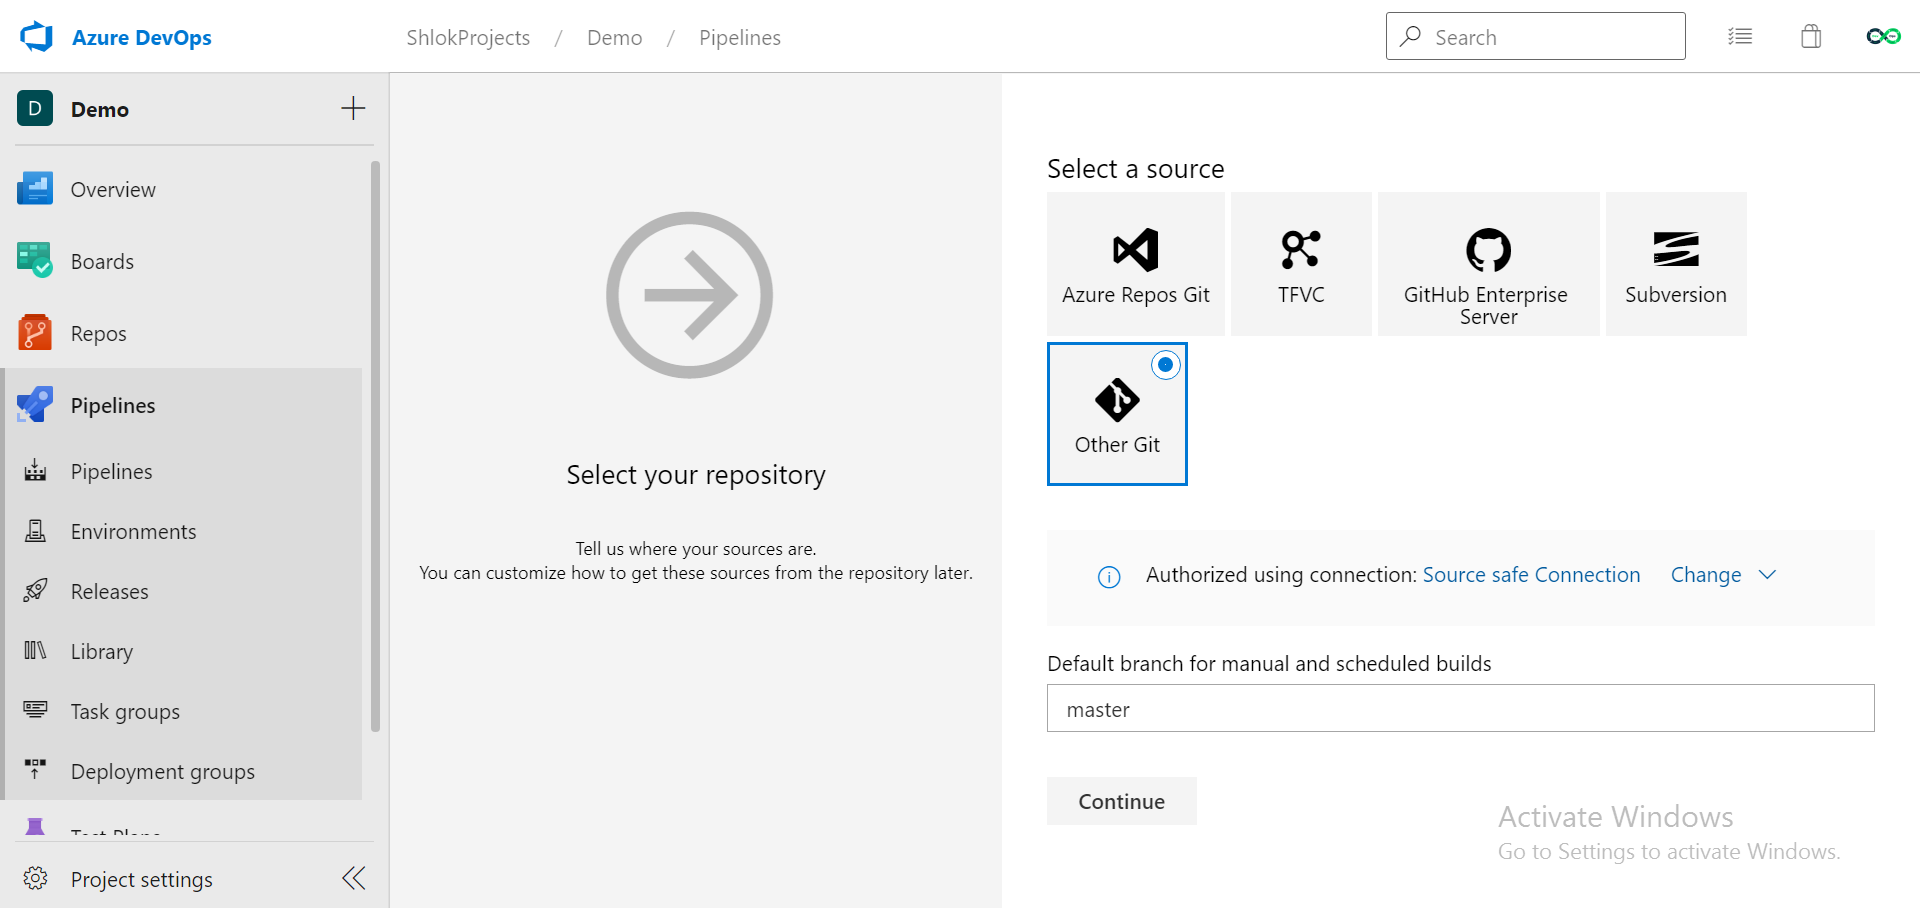 Azure DevOps
ShlokProjects / Demo / Pipelines
Search
D
Demo
Overview
Boards
Repos
Pipelines
Pipelines
Environments
Releases
Library
Task groups
Deployment groups
Test Plans
Project settings
Select your repository
Tell us where your sources are.
You can customize how to get these sources from the repository later.
Select a source
Azure Repos Git
TFVC
GitHub Enterprise
Server
Subversion
Other Git
Authorized using connection: Source safe Connection Change
Default branch for manual and scheduled builds
master
Continue
Activate Windows
Go to Settings to activate Windows.